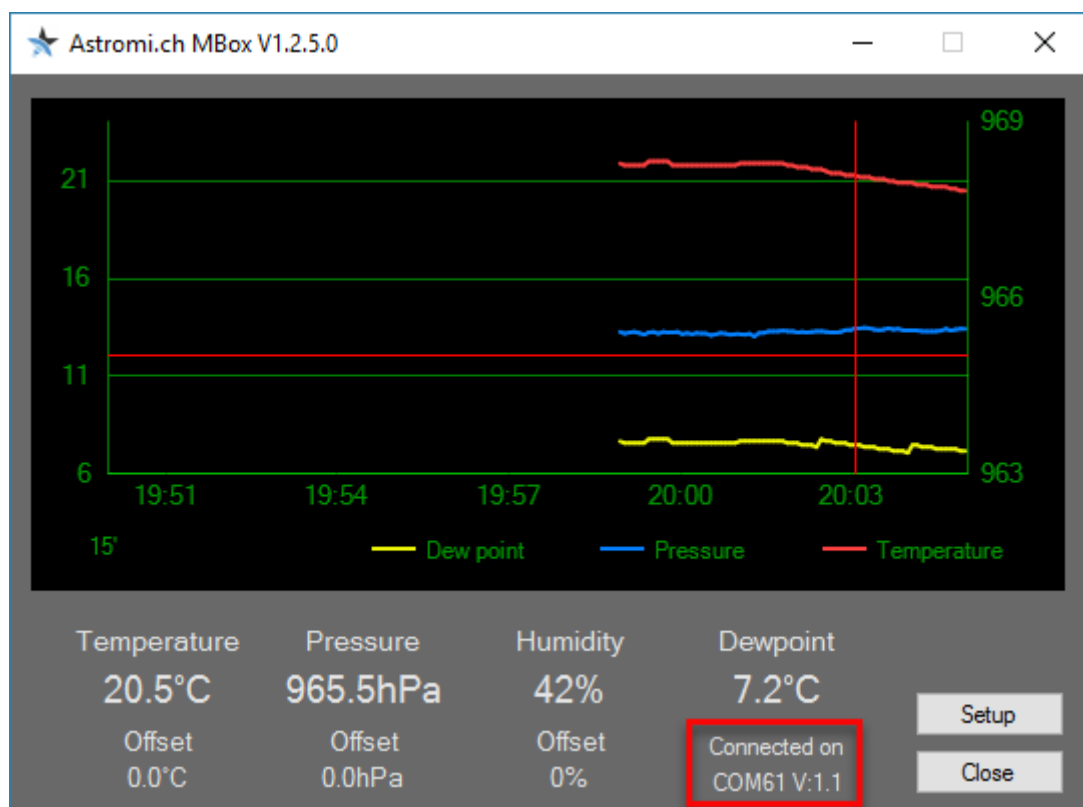 Astromi.ch MBox V1.2.5.0
969
21
16
966
11
6
963
19:51 19:54 19:57 20:00 20:03
15'
Dew point Pressure Temperature
Temperature Pressure Humidity Dewpoint
20.5°C 965.5hPa 42% 7.2°C
Setup
Offset Offset Offset Connected on
0.0°C 0.0hPa 0% COM61 V:1.1
Close